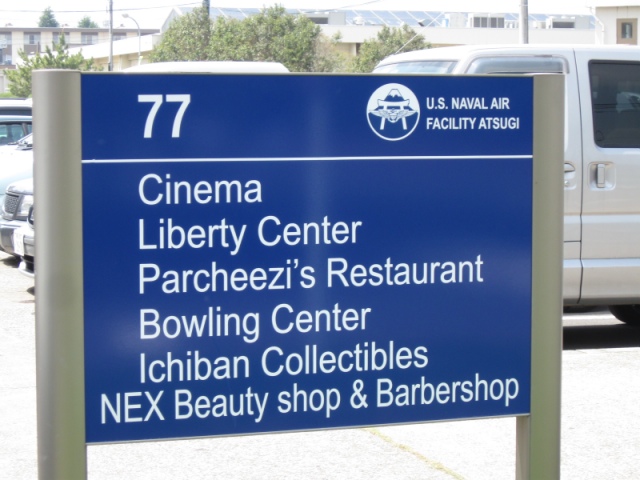 77
U.S. NAVAL AIR
FACILITY ATSUGI
Cinema
Liberty Center
Parcheezi's Restaurant
Bowling Center
Ichiban Collectibles
NEX Beauty shop & Barbershop